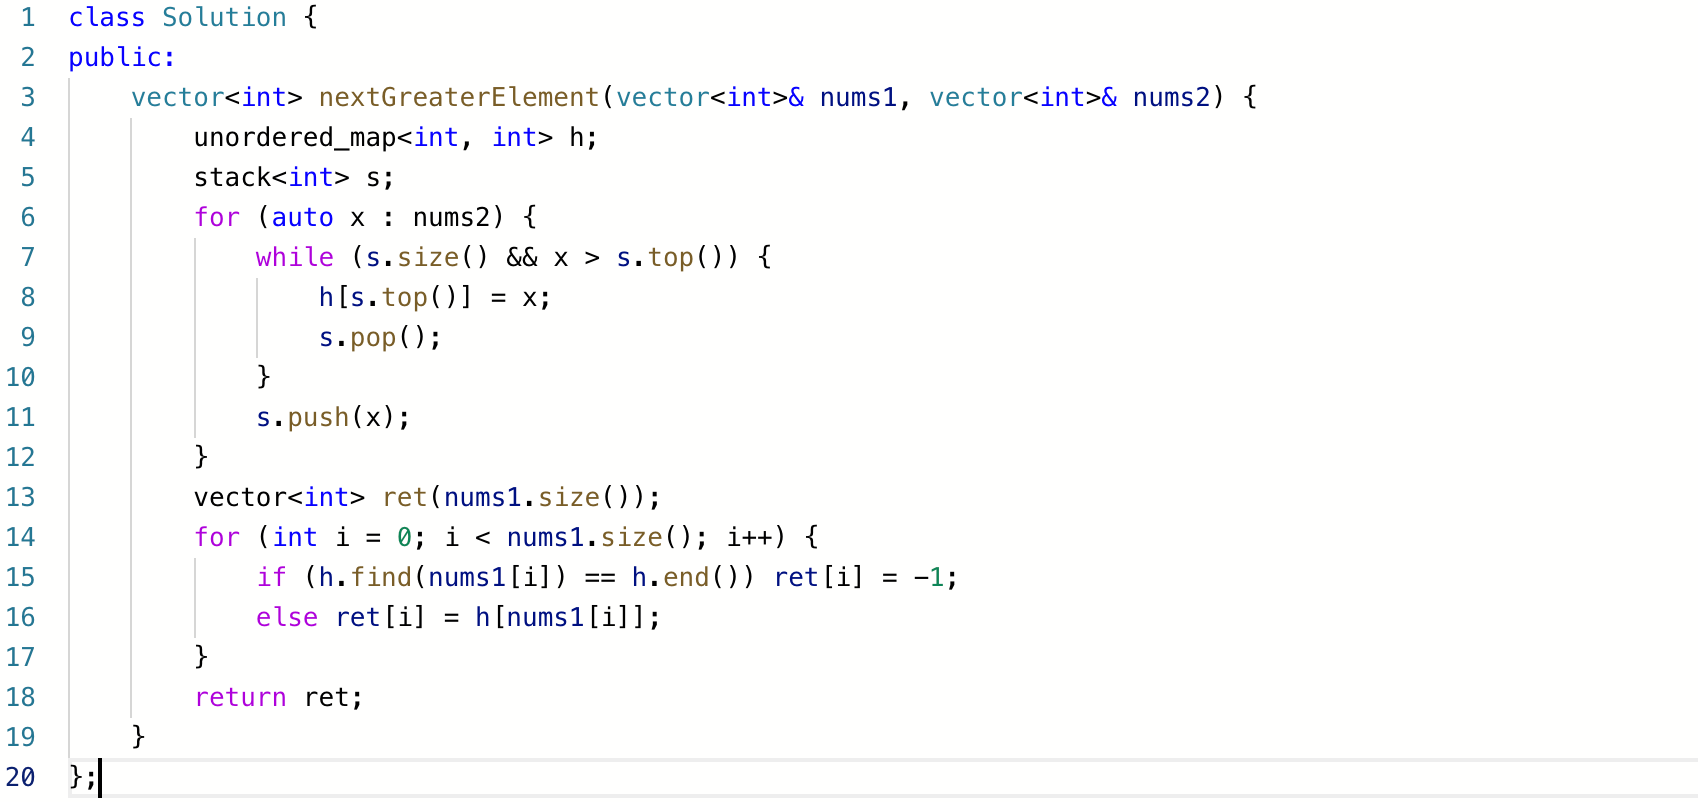 1 class Solution {
2 public:
3     vector<int> nextGreaterElement(vector<int>& nums1, vector<int>& nums2) {
4         unordered_map<int, int> h;
5         stack<int> s;
6         for (auto x : nums2) {
7             while (s.size() && x > s.top()) {
8                 h[s.top()] = x;
9                 s.pop();
10             }
11             s.push(x);
12         }
13         vector<int> ret(nums1.size());
14         for (int i = 0; i < nums1.size(); i++) {
15             if (h.find(nums1[i]) == h.end()) ret[i] = -1;
16             else ret[i] = h[nums1[i]];
17         }
18         return ret;
19     }
20 };